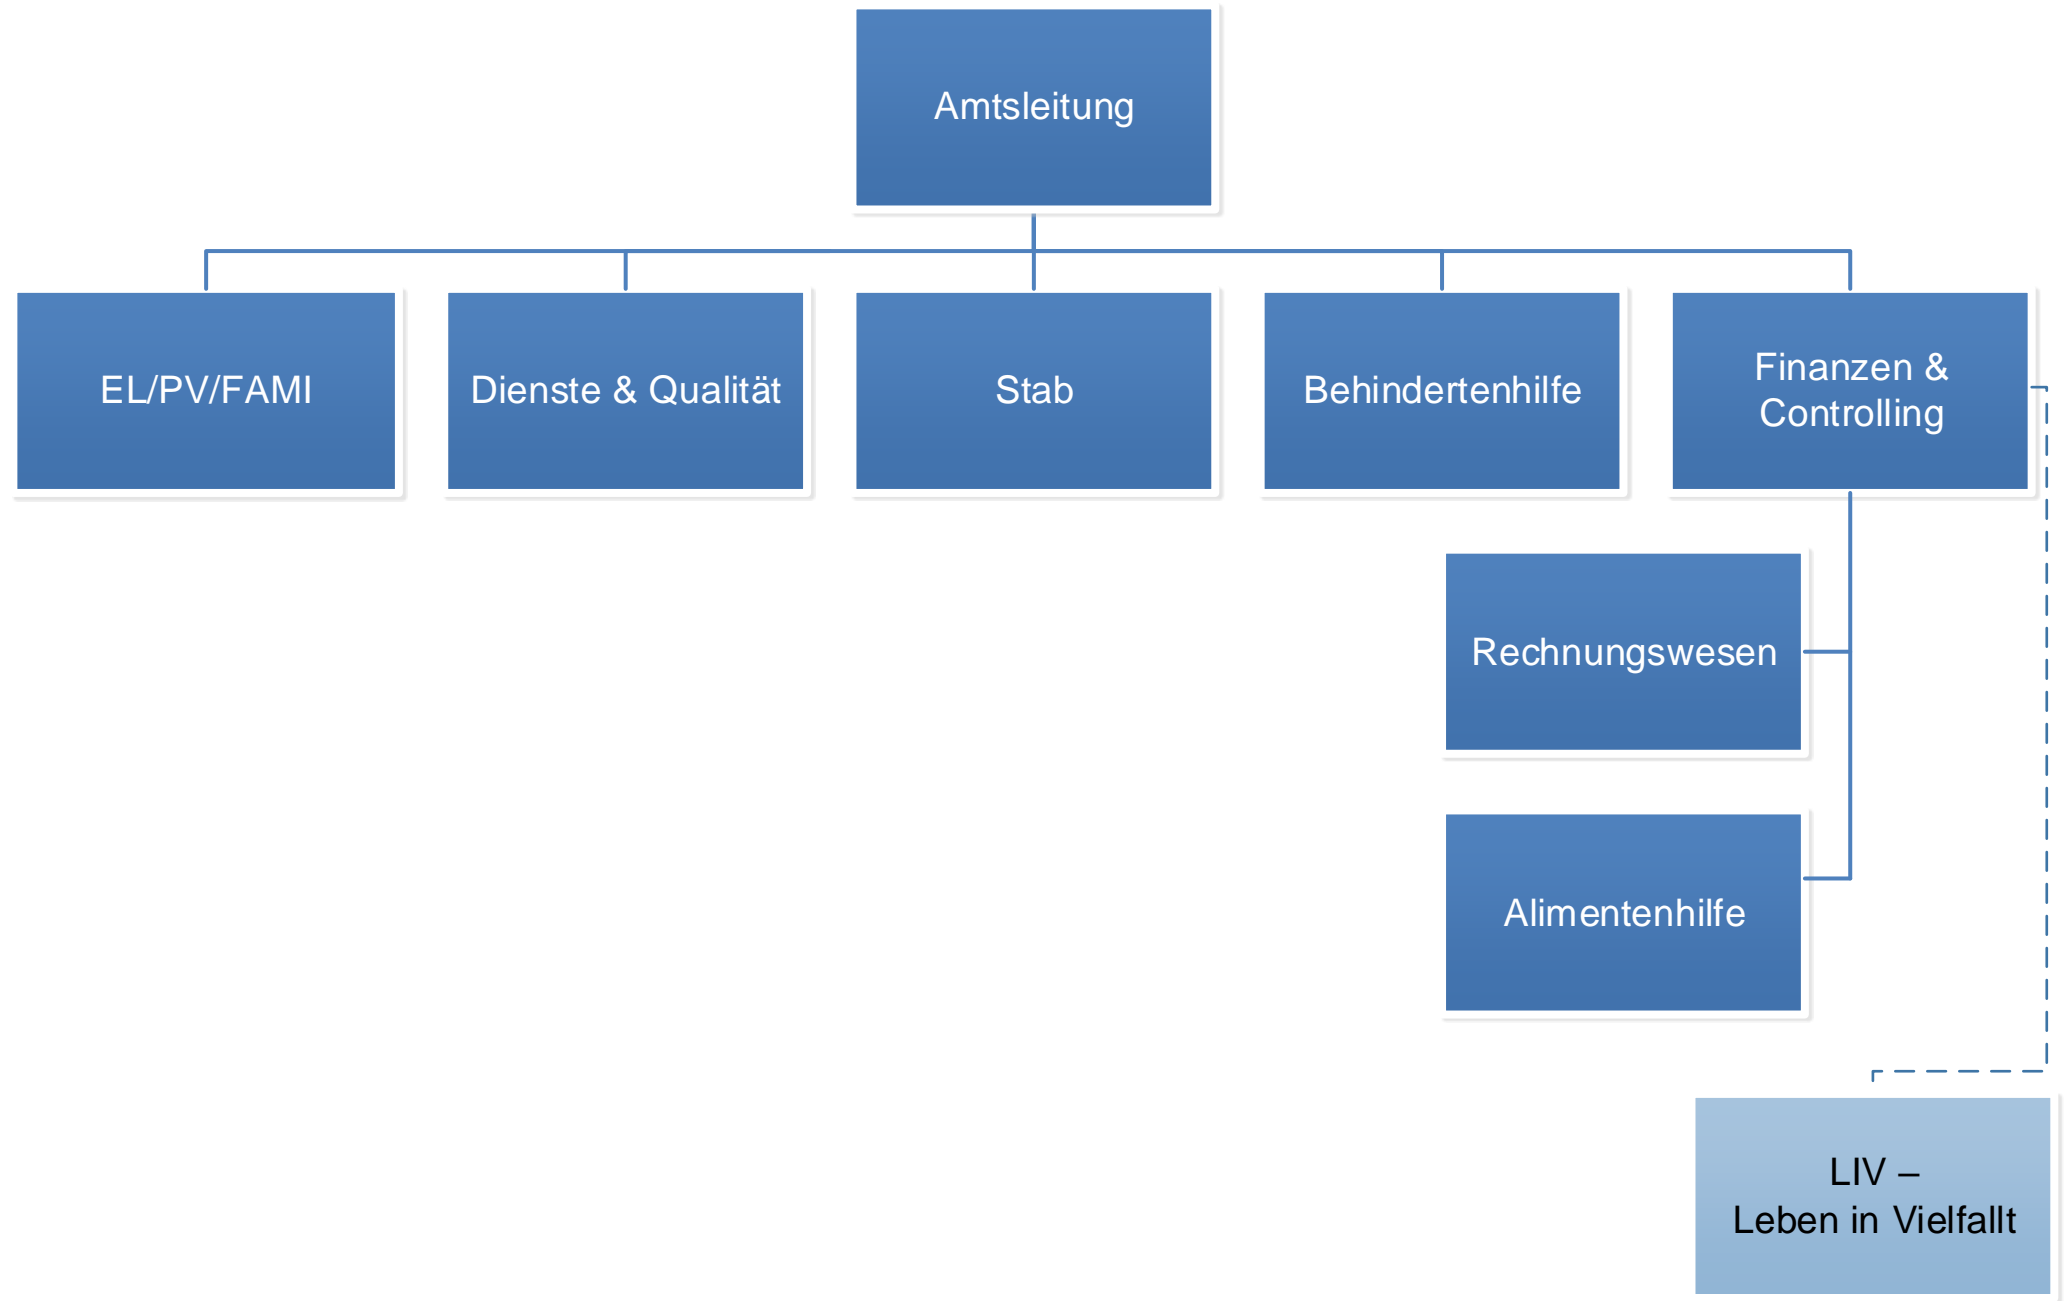 Amtsleitung
EL/PV/FAMI
Dienste & Qualität
Stab
Behindertenhilfe
Finanzen &
Controlling
Rechnungswesen
Alimentenhilfe
LIV –
Leben in Vielfallt